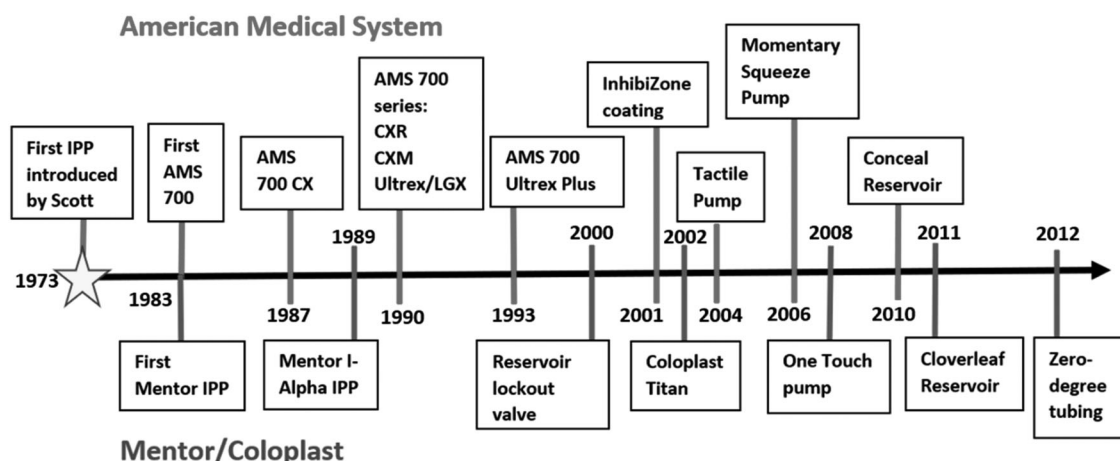 American Medical System
First IPP
introduced
by Scott
First
AMS
700
AMS
700 CX
AMS 700
series:
CXR
CXM
Ultrex/LGX
AMS 700
Ultrex Plus
InhibiZone
coating
Tactile
Pump
Momentary
Squeeze
Pump
Conceal
Reservoir
1973
1983
1987
1989
1990
1993
2000
2001
2002
2004
2006
2008
2010
2011
2012
First
Mentor IPP
Mentor I-
Alpha IPP
Reservoir
lockout
valve
Coloplast
Titan
One Touch
pump
Cloverleaf
Reservoir
Zero-
degree
tubing
Mentor/Coloplast